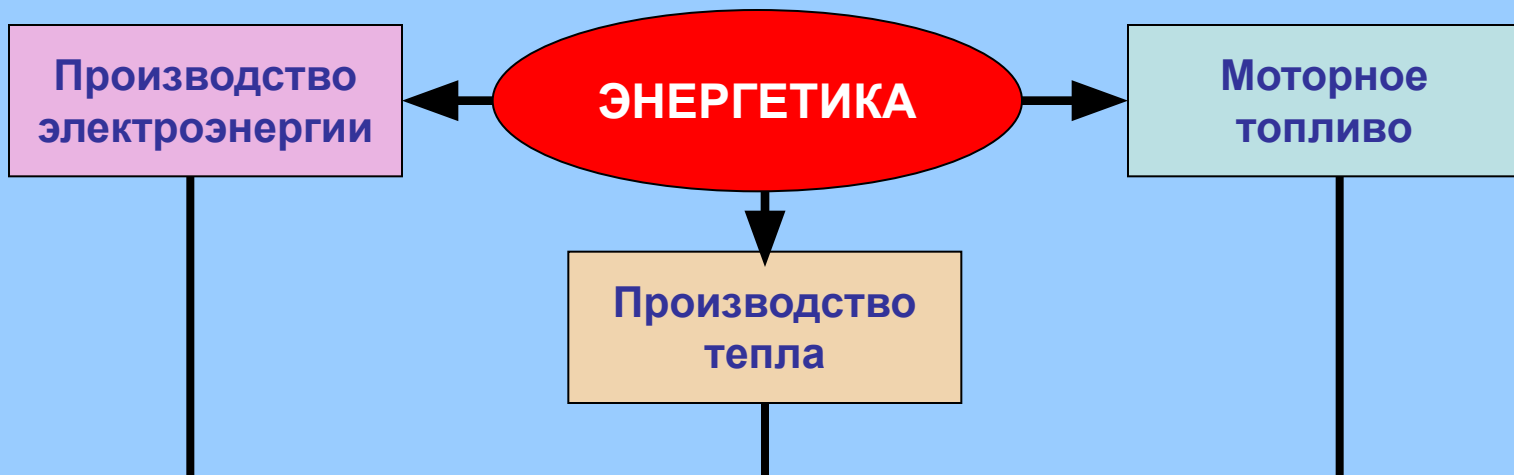 Производство
электроэнергии
ЭНЕРГЕТИКА
Моторное
топливо
Производство
тепла